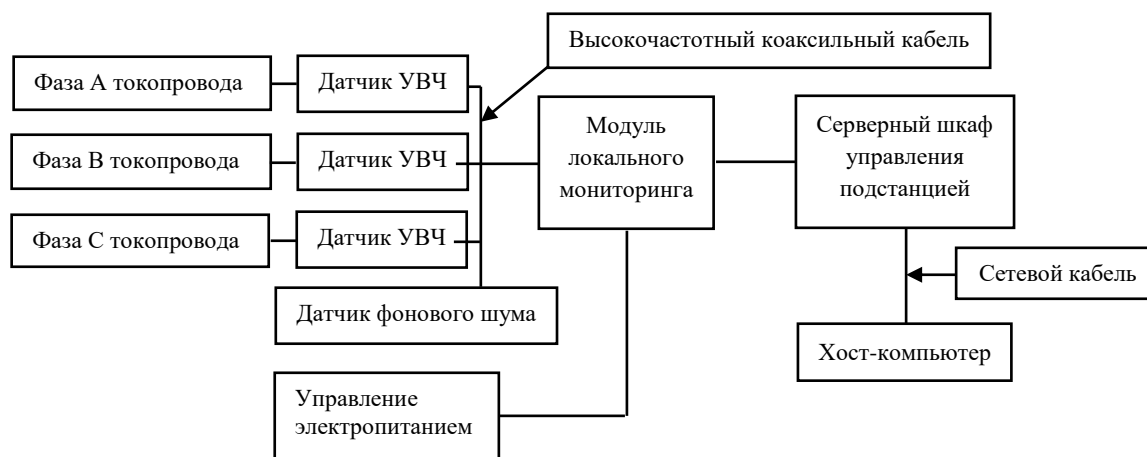 Высокочастотный коаксильный кабель
Фаза А токопровода
Датчик УВЧ
Фаза В токопровода
Датчик УВЧ
Фаза С токопровода
Датчик УВЧ
Модуль
локального
мониторинга
Серверный шкаф
управления
подстанцией
Датчик фонового шума
Сетевой кабель
Хост-компьютер
Управление
электропитанием